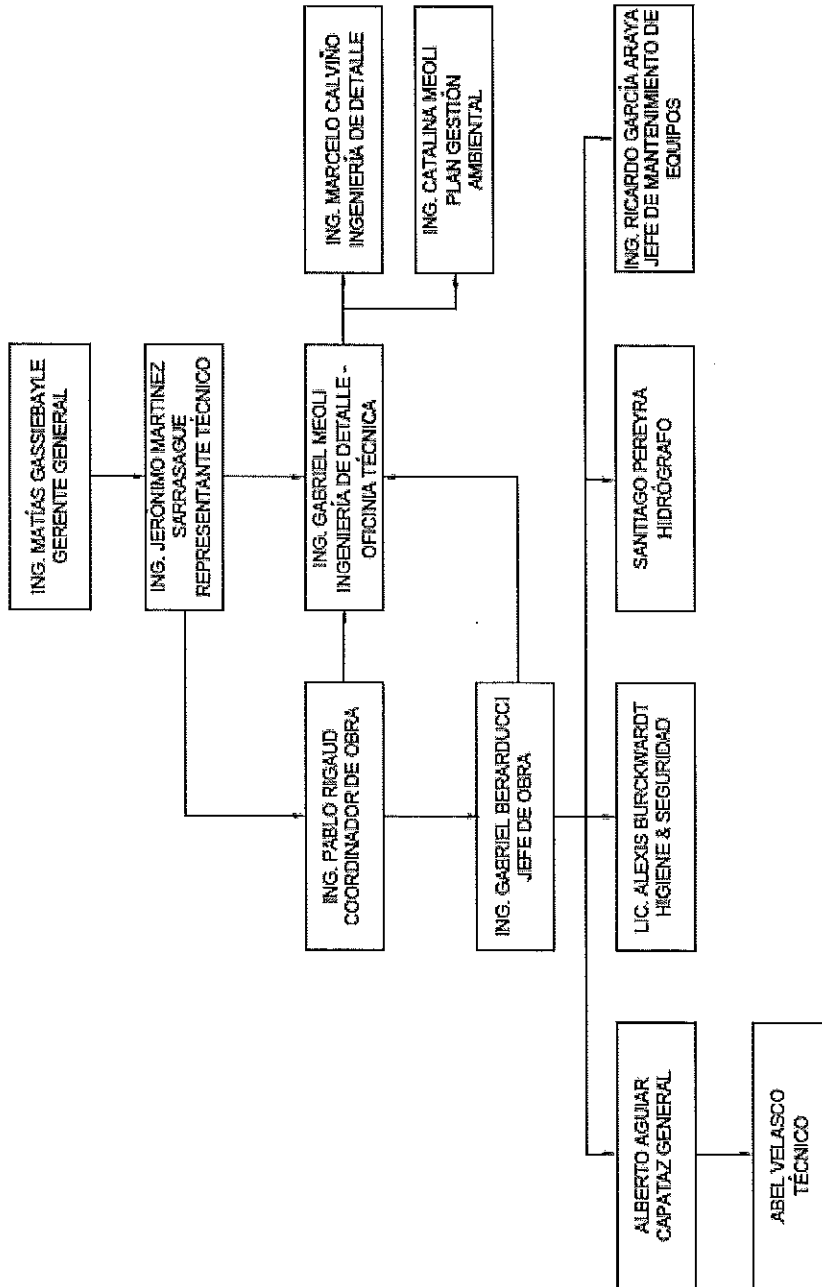 ING. MATÍAS GASSIEBAYLE
GERENTE GENERAL
ING. JERÓNIMO MARTINEZ
SARRASAGUE
REPRESENTANTE TÉCNICO
ING. PABLO RIGAUD
COORDINADOR DE OBRA
ING. GABRIEL MEOLI
INGENIERÍA DE DETALLE -
OFICINIA TÉCNICA
ING. MARCELO CALVIÑO
INGENIERÍA DE DETALLE
ING. CATALINA MEOLI
PLAN GESTIÓN
AMBIENTAL
ING. GABRIEL BERARDUCCI
JEFE DE OBRA
ALBERTO AGUIAR
CAPATAZ GENERAL
LIC. ALEXIS BURCKWARDT
HIGIENE & SEGURIDAD
SANTIAGO PEREYRA
HIDRÓGRAFO
ING. RICARDO GARCÍA ARAYA
JEFE DE MANTENIMIENTO DE
EQUIPOS
ABEL VELASCO
TÉCNICO